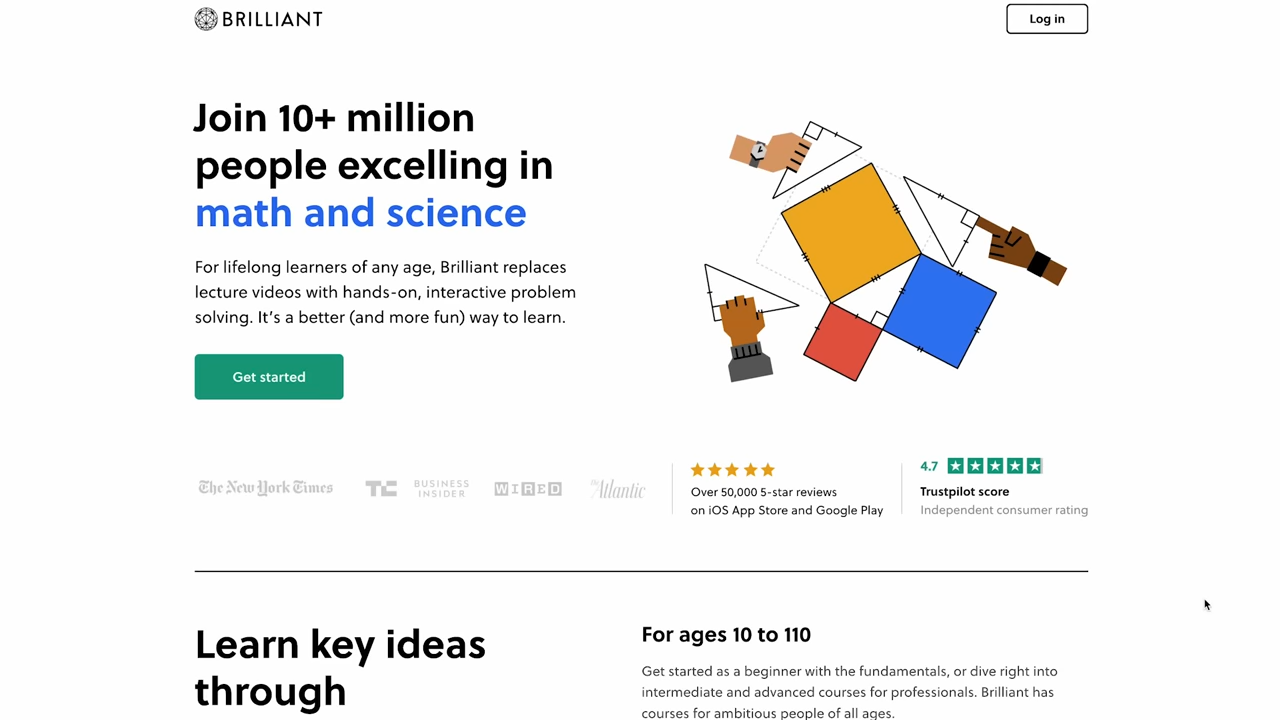 BRILLIANT
Log in
Join 10+ million
people excelling in
math and science
For lifelong learners of any age, Brilliant replaces
lecture videos with hands-on, interactive problem
solving. It’s a better (and more fun) way to learn.
Get started
The New York Times
TC
BUSINESS
INSIDER
WIRED
The Atlantic
Over 50,000 5-star reviews
on iOS App Store and Google Play
4.7
Trustpilot score
Independent consumer rating
Learn key ideas
through
For ages 10 to 110
Get started as a beginner with the fundamentals, or dive right into
intermediate and advanced courses for professionals. Brilliant has
courses for ambitious people of all ages.